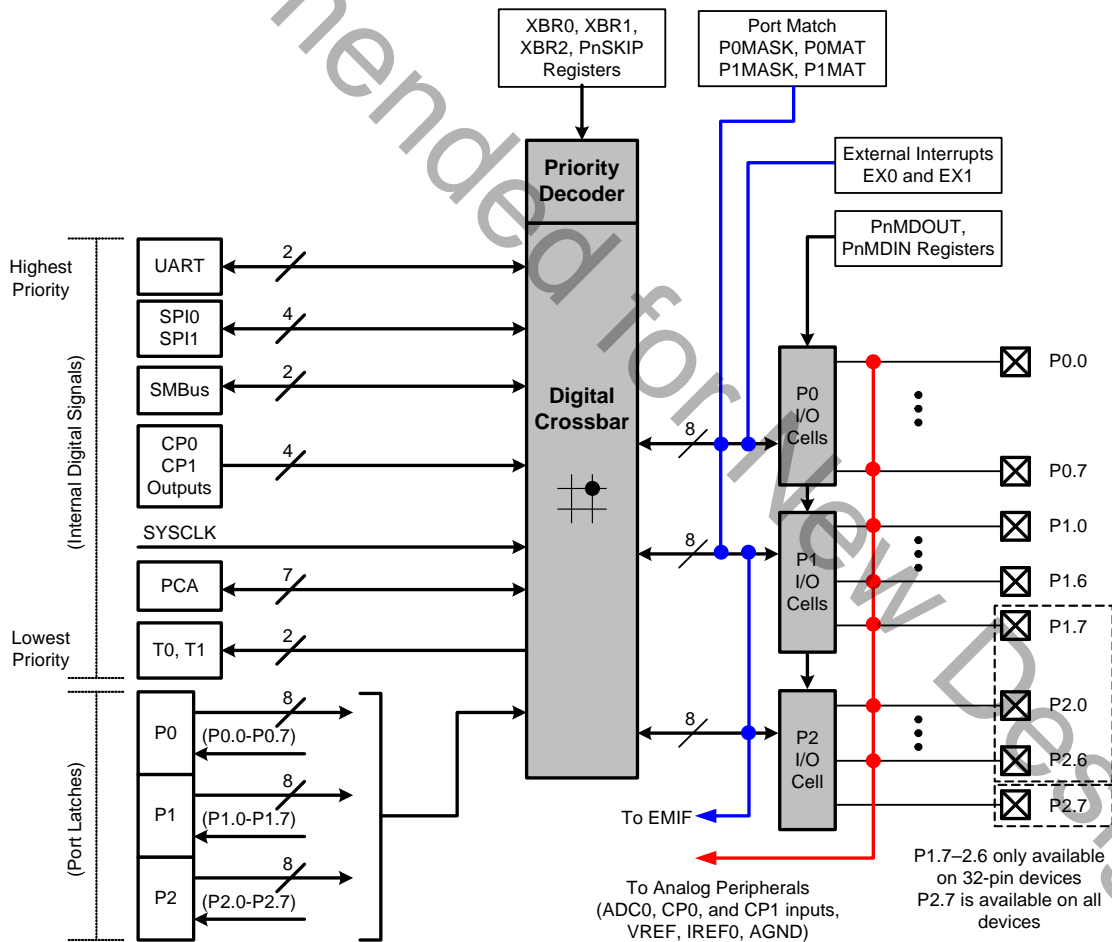 XBR0, XBR1,
XBR2, PnSKIP
Registers
Port Match
P0MASK, P0MAT
P1MASK, P1MAT
External Interrupts
EX0 and EX1
PnMDOUT,
PnMDIN Registers
Priority
Decoder
Digital
Crossbar
Highest
Priority
(Internal Digital Signals)
Lowest
Priority
UART
2
SPI0
SPI1
4
SMBus
2
CP0
CP1
Outputs
4
SYSCLK
PCA
7
T0, T1
2
(Port Latches)
P0
8
(P0.0-P0.7)
P1
8
(P1.0-P1.7)
P2
8
(P2.0-P2.7)
8
P0
I/O
Cells
P0.0
P0.7
8
P1
I/O
Cells
P1.0
P1.6
P1.7
8
P2
I/O
Cell
P2.0
P2.6
P2.7
To EMIF
To Analog Peripherals
(ADC0, CP0, and CP1 inputs,
VREF, IREF0, AGND)
P1.7–2.6 only available
on 32-pin devices
P2.7 is available on all
devices
mended for New Des